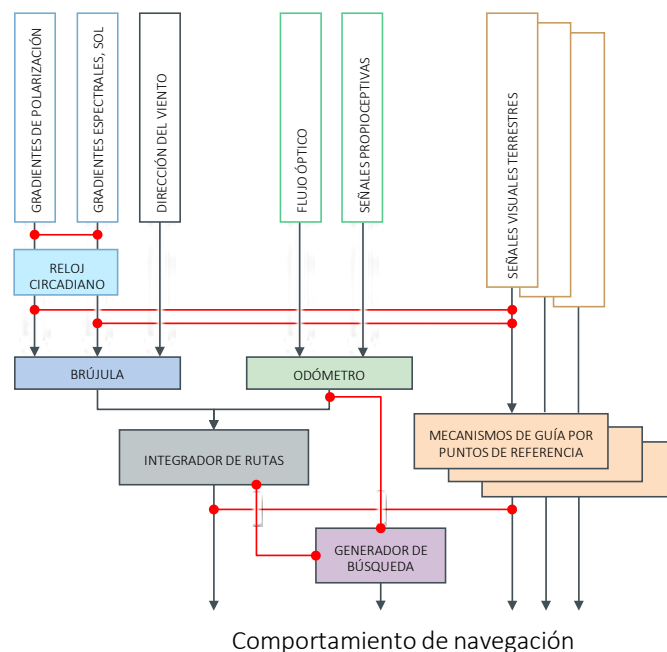 GRADIENTES DE POLARIZACIÓN
GRADIENTES ESPECTRALES, SOL
DIRECCIÓN DEL VIENTO
FLUJO ÓPTICO
SEÑALES PROPIOCEPTIVAS
SEÑALES VISUALES TERRESTRES
RELOJ
CIRCADIANO
BRÚJULA
ODÓMETRO
INTEGRADOR DE RUTAS
MECANISMOS DE GUÍA POR
PUNTOS DE REFERENCIA
GENERADOR DE
BÚSQUEDA
Comportamiento de navegación